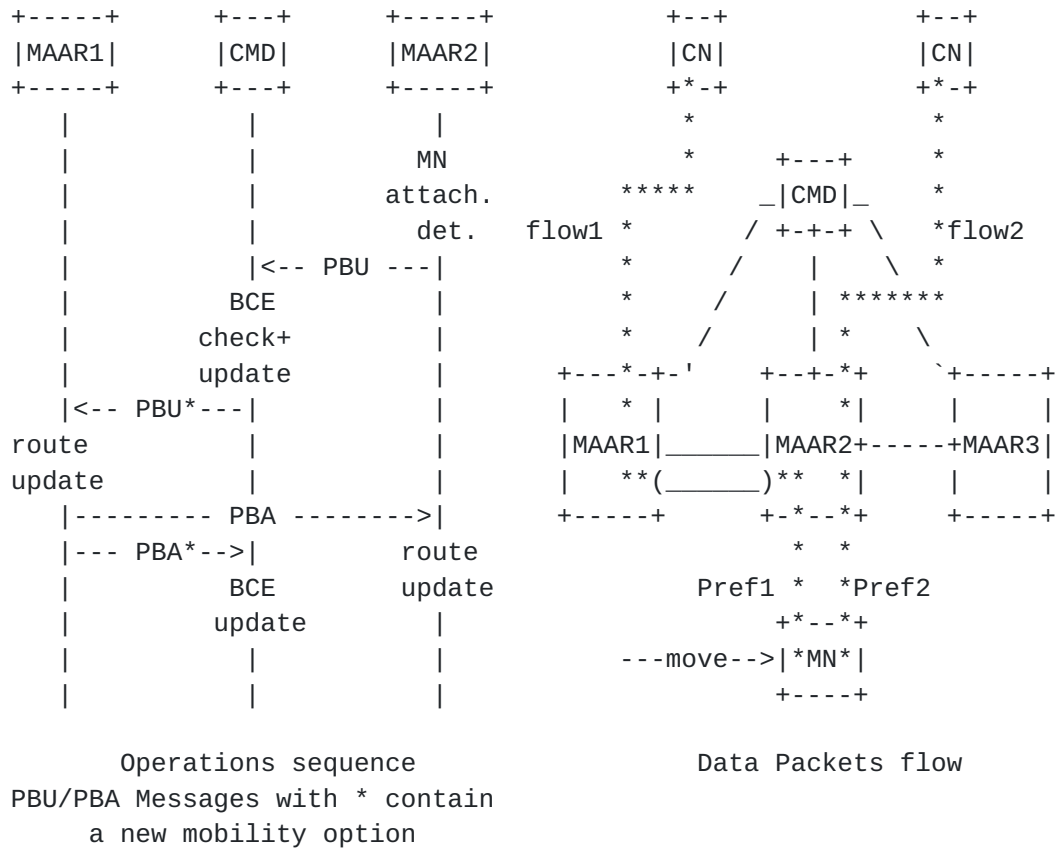 +-----+      +---+      +-----+           +--+            +--+
|MAAR1|      |CMD|      |MAAR2|           |CN|            |CN|
+-----+      +---+      +-----+           +*-+            +*-+
   |           |           |               *               *
   |           |          MN               *     +---+     *
   |           |        attach.        *****    _|CMD|_    *
   |           |          det.   flow1 *       / +-+-+ \   *flow2
   |           |<-- PBU ---|           *      /    |    \  *
   |          BCE          |           *     /     | *******
   |        check+         |           *    /      | *    \
   |        update         |       +---*-+-'    +--+-*+    `+-----+
   |<-- PBU*---|           |       |   * |      |    *|     |     |
route          |           |       |MAAR1|______|MAAR2+-----+MAAR3|
update         |           |       |   **(______)**  *|     |     |
   |--------- PBA -------->|       +-----+      +-*--*+     +-----+
   |--- PBA*-->|         route                    *  *
   |          BCE        update             Pref1 *  *Pref2
   |         update        |                     +*--*+
   |           |           |           ---move-->|*MN*|
   |           |           |                     +----+
       Operations sequence                  Data Packets flow
PBU/PBA Messages with * contain
     a new mobility option